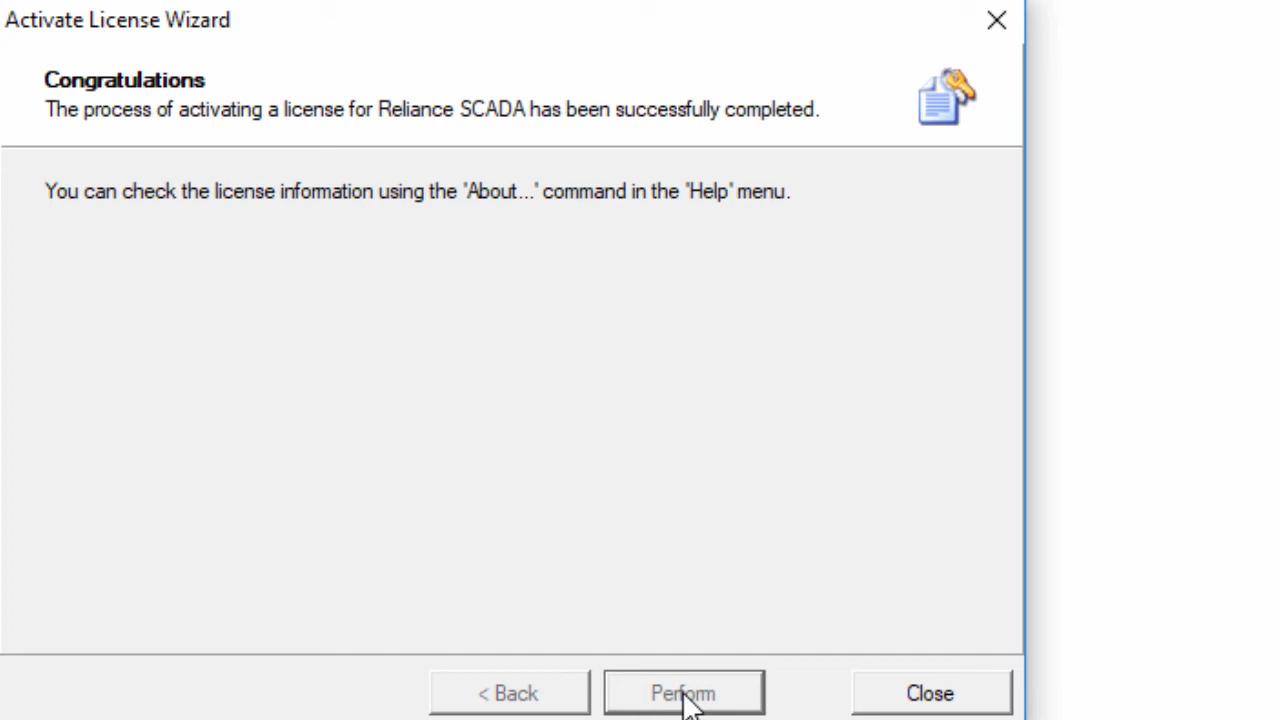 Activate License Wizard
Congratulations
The process of activating a license for Reliance SCADA has been successfully completed.
You can check the license information using the 'About...' command in the 'Help' menu.
< Back
Perform
Close